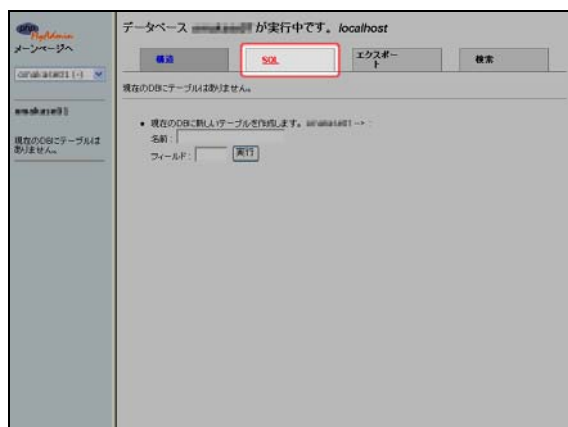 php
MyAdmin
メーンページへ
データベース が実行中です。 localhost
構造
SQL
エクスポート
検索
現在のDBにテーブルはありません。
現在のDBにテーブルは
ありません。
• 現在のDBに新しいテーブルを作成します。 --> :
名前 :
フィールド : 実行